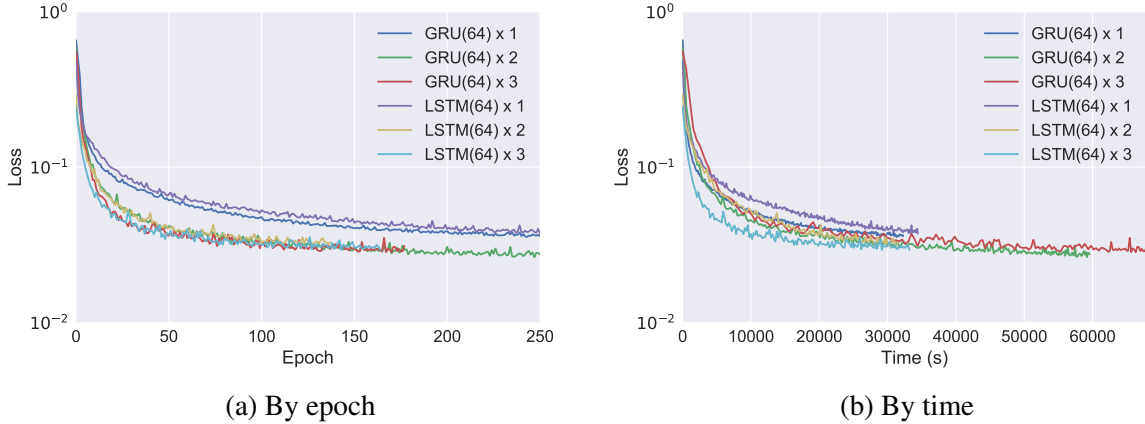 10^0
GRU(64) x 1
GRU(64) x 2
GRU(64) x 3
LSTM(64) x 1
LSTM(64) x 2
LSTM(64) x 3
Loss
10^-1
10^-2
0 50 100 150 200 250
Epoch
(a) By epoch
10^0
GRU(64) x 1
GRU(64) x 2
GRU(64) x 3
LSTM(64) x 1
LSTM(64) x 2
LSTM(64) x 3
Loss
10^-1
10^-2
0 10000 20000 30000 40000 50000 60000
Time (s)
(b) By time